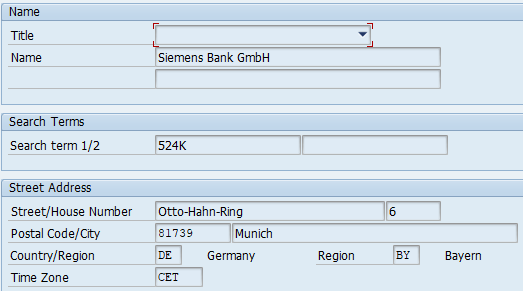 Name
Title
Name Siemens Bank GmbH
Search Terms
Search term 1/2 524K
Street Address
Street/House Number Otto-Hahn-Ring 6
Postal Code/City 81739 Munich
Country/Region DE Germany Region BY Bayern
Time Zone CET